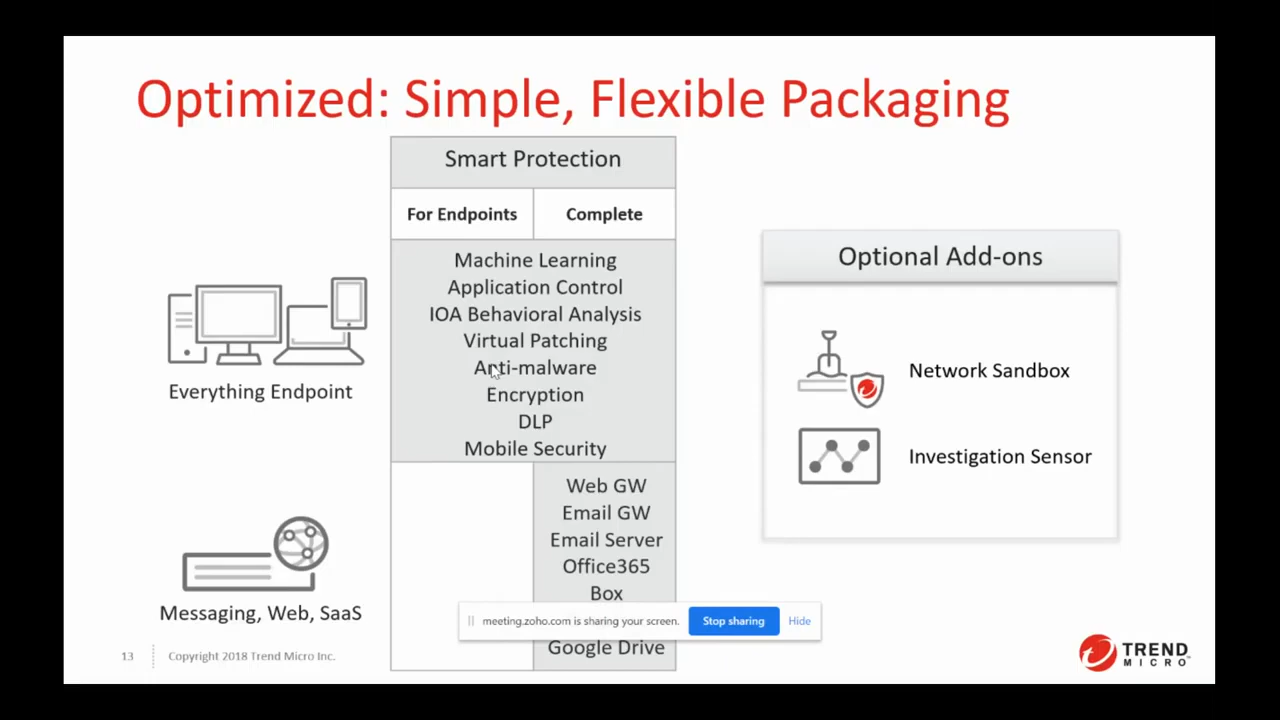 Optimized: Simple, Flexible Packaging
Smart Protection
For Endpoints
Complete
Machine Learning
Application Control
IOA Behavioral Analysis
Virtual Patching
Anti-malware
Encryption
DLP
Mobile Security
Everything Endpoint
Web GW
Email GW
Email Server
Office365
Box
Google Drive
Messaging, Web, SaaS
Optional Add-ons
Network Sandbox
Investigation Sensor
meeting.zoho.com is sharing your screen.
Stop sharing
Hide
13
Copyright 2018 Trend Micro Inc.
TREND
MICRO